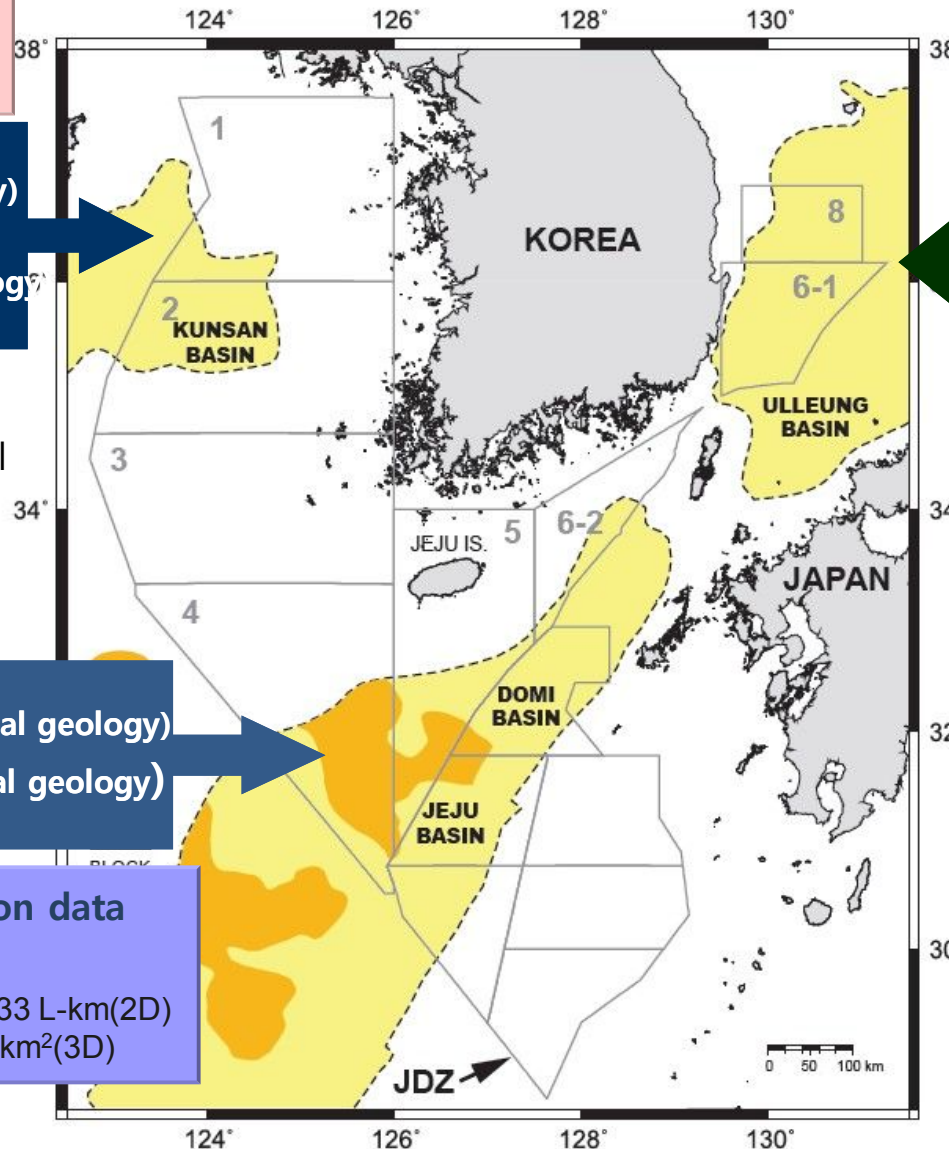 124°
126°
128°
130°
38°
38
1
y)
KOREA
8
ogy
6-1
2
KUNSAN
BASIN
ULLEUNG
BASIN
3
34°
34
5
6-2
JEJU IS.
JAPAN
4
al geology)
DOMI
BASIN
32
al geology)
JEJU
BASIN
BLOCK
on data
30
33 L-km(2D)
km²(3D)
0 50 100 km
JDZ
124°
126°
128°
130°